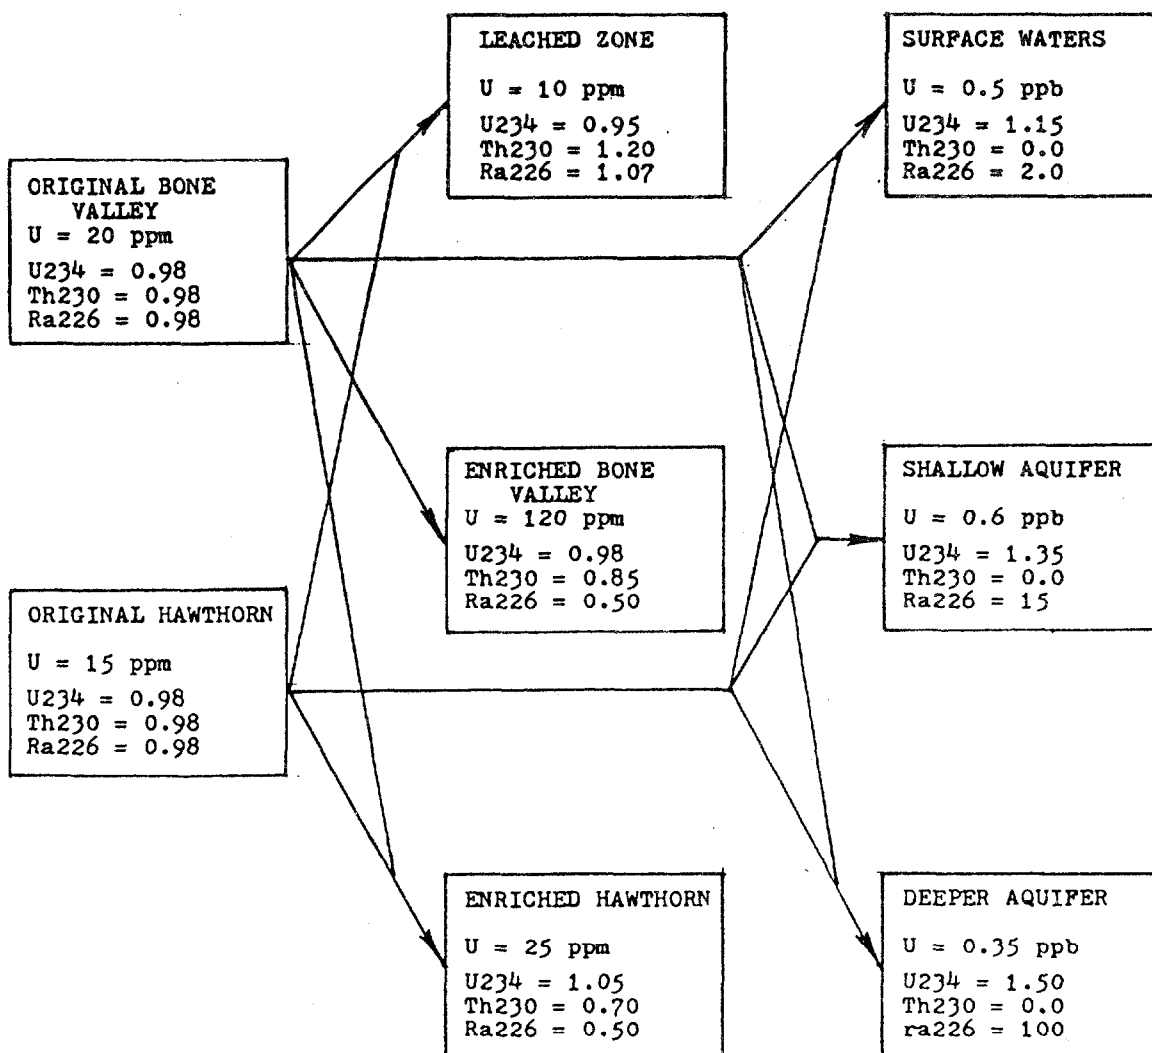 LEACHED ZONE
U = 10 ppm
U234 = 0.95
Th230 = 1.20
Ra226 = 1.07
SURFACE WATERS
U = 0.5 ppb
U234 = 1.15
Th230 = 0.0
Ra226 = 2.0
ORIGINAL BONE
VALLEY
U = 20 ppm
U234 = 0.98
Th230 = 0.98
Ra226 = 0.98
ENRICHED BONE
VALLEY
U = 120 ppm
U234 = 0.98
Th230 = 0.85
Ra226 = 0.50
SHALLOW AQUIFER
U = 0.6 ppb
U234 = 1.35
Th230 = 0.0
Ra226 = 15
ORIGINAL HAWTHORN
U = 15 ppm
U234 = 0.98
Th230 = 0.98
Ra226 = 0.98
ENRICHED HAWTHORN
U = 25 ppm
U234 = 1.05
Th230 = 0.70
Ra226 = 0.50
DEEPER AQUIFER
U = 0.35 ppb
U234 = 1.50
Th230 = 0.0
ra226 = 100